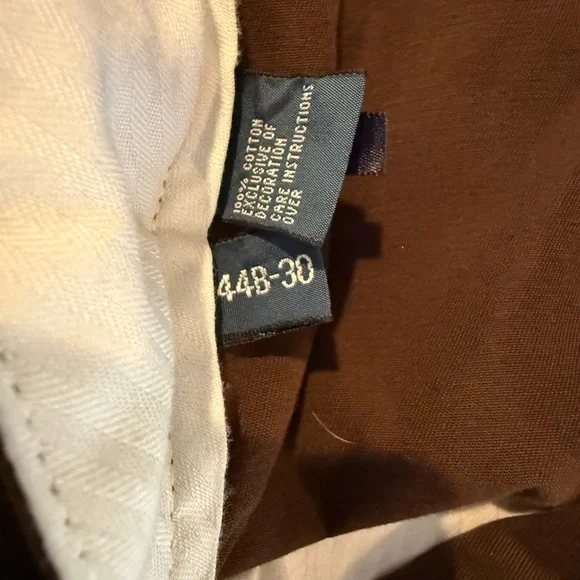 100% COTTON
EXCLUSIVE OF
DECORATION
CARE INSTRUCTIONS
OVER
44B-30